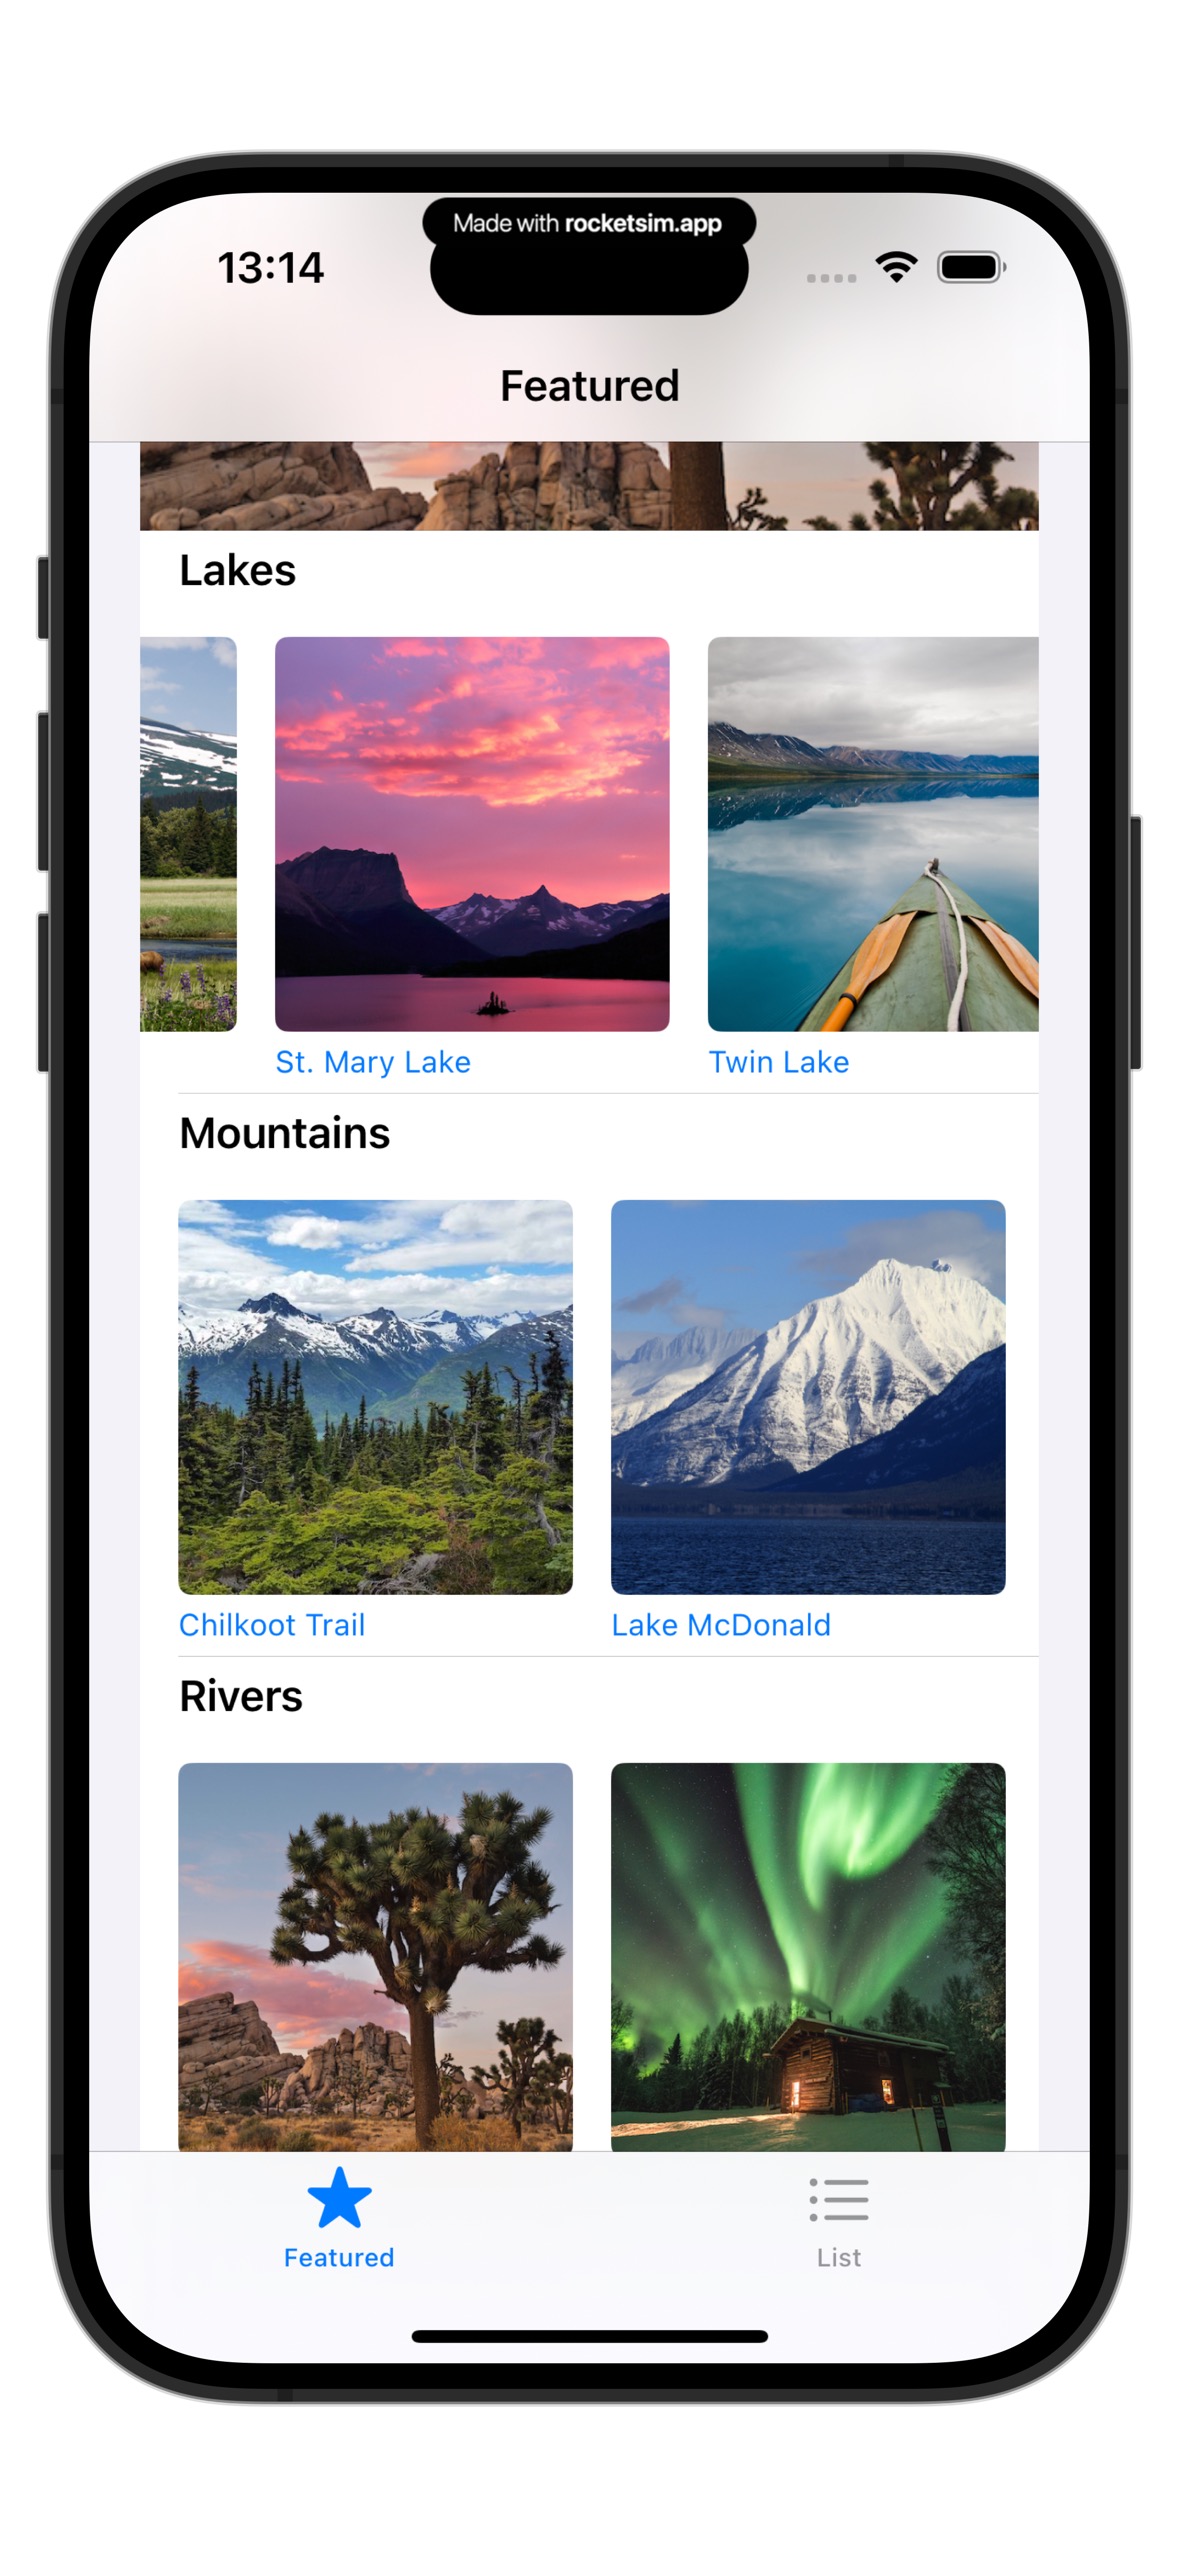 Made with rocketsim.app
13:14
Featured
Lakes
St. Mary Lake
Twin Lake
Mountains
Chilkoot Trail
Lake McDonald
Rivers
Featured
List